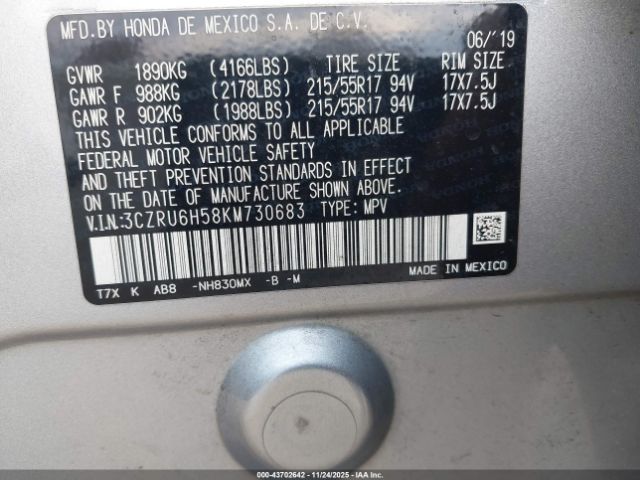 MFD.BY HONDA DE MEXICO S.A. DE C.V.
06/'19
GVWR 1890KG (4166LBS) TIRE SIZE RIM SIZE
GAWR F 988KG (2178LBS) 215/55R17 94V 17X7.5J
GAWR R 902KG (1988LBS) 215/55R17 94V 17X7.5J
THIS VEHICLE CONFORMS TO ALL APPLICABLE
FEDERAL MOTOR VEHICLE SAFETY
AND THEFT PREVENTION STANDARDS IN EFFECT
ON THE DATE OF MANUFACTURE SHOWN ABOVE.
V.I.N.:3CZRU6H58KM730683 TYPE: MPV
T7X K AB8 -NH830MX -B -M
MADE IN MEXICO
000-43702642 - 11/24/2025 - IAAI.com